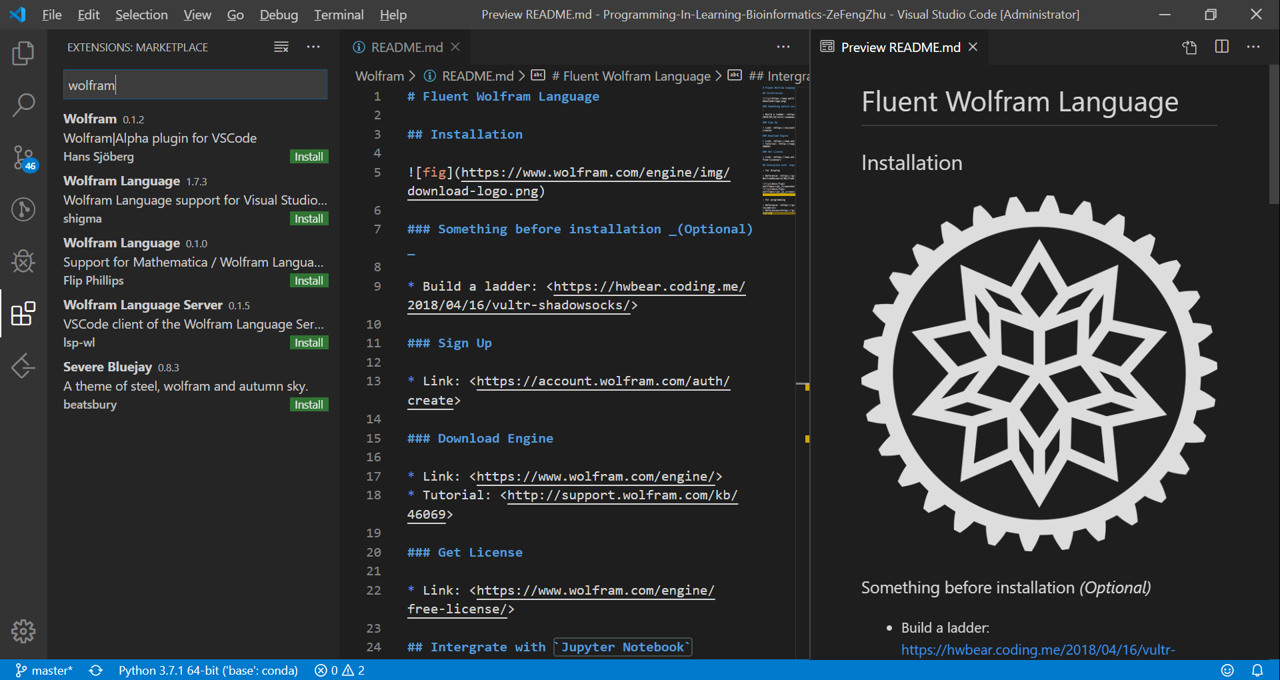 File Edit Selection View Go Debug Terminal Help
Preview README.md - Programming-In-Learning-Bioinformatics-ZeFengZhu - Visual Studio Code [Administrator]
EXTENSIONS: MARKETPLACE
wolfram
Wolfram 0.1.2
Wolfram|Alpha plugin for VSCode
Hans Sjöberg
Install
Wolfram Language 1.7.3
Wolfram Language support for Visual Studio...
shigma
Install
Wolfram Language 0.1.0
Support for Mathematica / Wolfram Langua...
Flip Phillips
Install
Wolfram Language Server 0.1.5
VSCode client of the Wolfram Language Ser...
lsp-wl
Install
Severe Bluejay 0.8.3
A theme of steel, wolfram and autumn sky.
beatsbury
Install
46
README.md
Wolfram > README.md > # Fluent Wolfram Language > ## Intergra
1 # Fluent Wolfram Language
2
3 ## Installation
4
5 ![fig](https://www.wolfram.com/engine/img/
download-logo.png)
6
7 ### Something before installation _(Optional)
_
8
9 * Build a ladder: <https://hwbear.coding.me/
2018/04/16/vultr-shadowsocks/>
10
11 ### Sign Up
12
13 * Link: <https://account.wolfram.com/auth/
create>
14
15 ### Download Engine
16
17 * Link: <https://www.wolfram.com/engine/>
18 * Tutorial: <http://support.wolfram.com/kb/
46069>
19
20 ### Get License
21
22 * Link: <https://www.wolfram.com/engine/
free-license/>
23
24 ## Intergrate with `Jupyter Notebook`
Preview README.md
Fluent Wolfram Language
Installation
Something before installation (Optional)
• Build a ladder:
https://hwbear.coding.me/2018/04/16/vultr-
master* Python 3.7.1 64-bit ('base': conda) 0 2